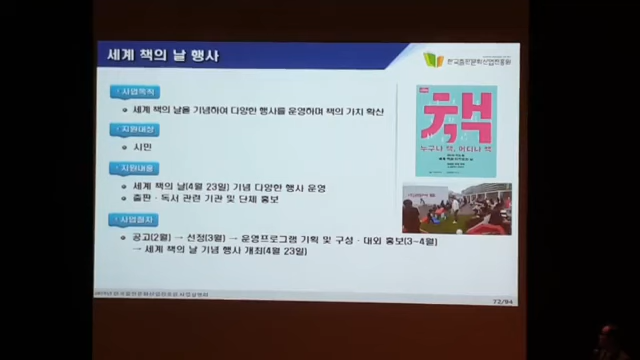 세계 책의 날 행사
한국출판문화산업진흥원
사업목적
세계 책의 날을 기념하여 다양한 행사를 운영하며 책의 가치 확산
지원대상
시민
지원내용
세계 책의 날(4월 23일) 기념 다양한 행사 운영
출판·독서 관련 기관 및 단체 홍보
사업절차
공고(2월) → 선정(3월) → 운영프로그램 기획 및 구성·대외 홍보(3~4월)
→ 세계 책의 날 기념 행사 개최(4월 23일)
책
누구나 책, 어디나 책
72/94